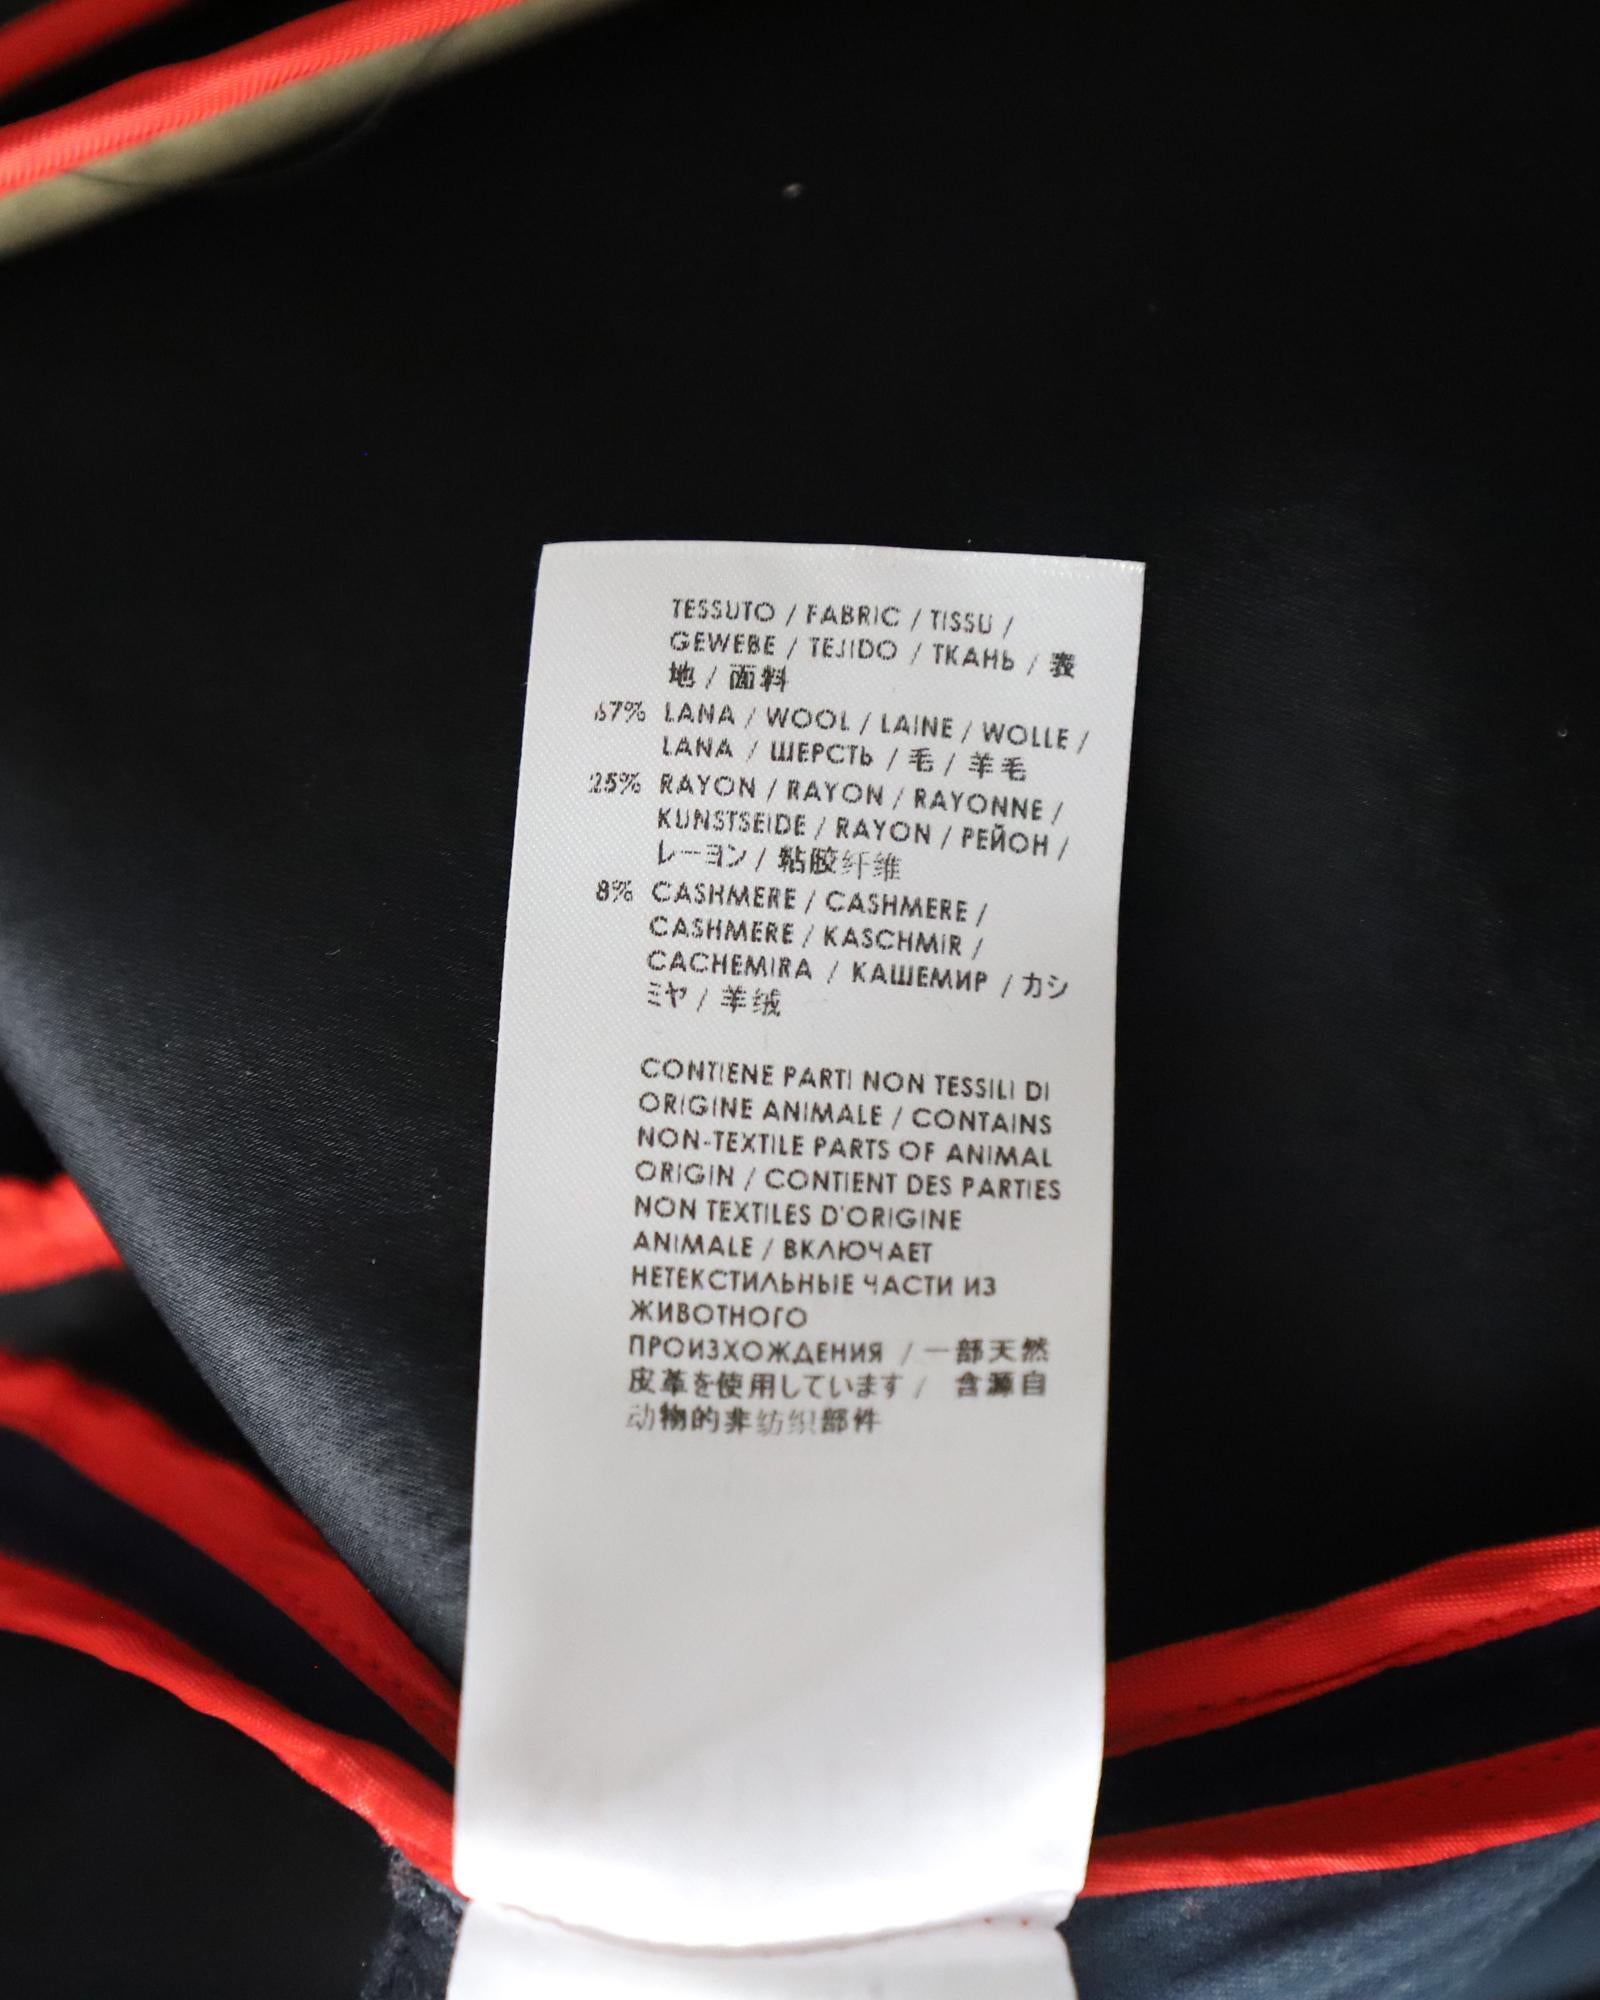 TESSUTO / FABRIC / TISSU /
GEWEBE / TEJIDO / ТКАНЬ / 表
地 / 面料
67% LANA / WOOL / LAINE / WOLLE /
LANA / ШЕРСТЬ / 毛 / 羊毛
25% RAYON / RAYON / RAYONNE /
KUNSTSEIDE / RAYON / РЕЙОН /
レーヨン / 粘胶纤维
8% CASHMERE / CASHMERE /
CASHMERE / KASCHMIR /
CACHEMIRA / КАШЕМИР / カシ
ミヤ / 羊绒
CONTIENE PARTI NON TESSILI DI
ORIGINE ANIMALE / CONTAINS
NON-TEXTILE PARTS OF ANIMAL
ORIGIN / CONTIENT DES PARTIES
NON TEXTILES D'ORIGINE
ANIMALE / ВКЛЮЧАЕТ
НЕТЕКСТИЛЬНЫЕ ЧАСТИ ИЗ
ЖИВОТНОГО
ПРОИЗХОЖДЕНИЯ / 一部天然
皮革を使用しています / 含源自
动物的非纺织部件